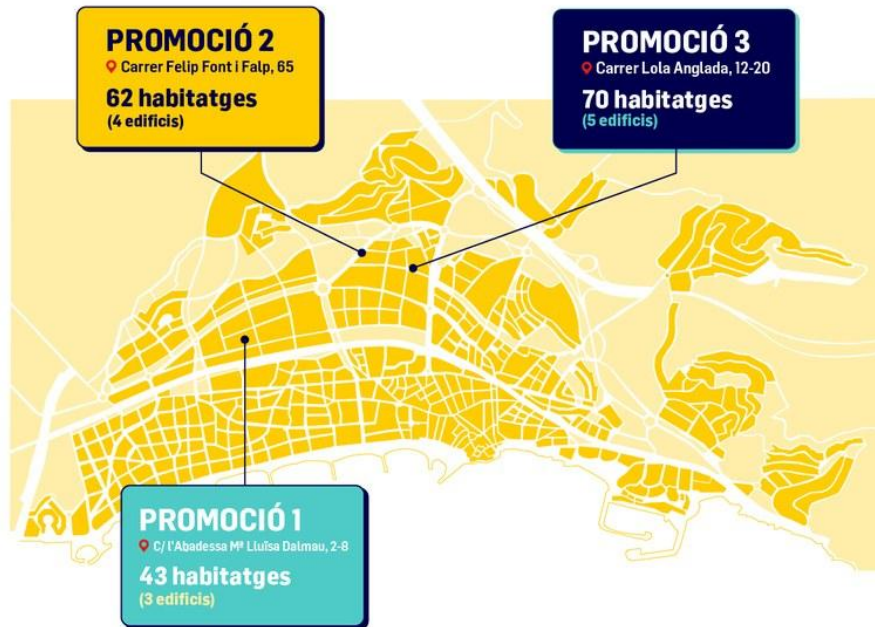 PROMOCIÓ 2
Carrer Felip Font i Falp, 65
62 habitatges
(4 edificis)
PROMOCIÓ 3
Carrer Lola Anglada, 12-20
70 habitatges
(5 edificis)
PROMOCIÓ 1
C/ l'Abadessa Mª Lluïsa Dalmau, 2-8
43 habitatges
(3 edificis)